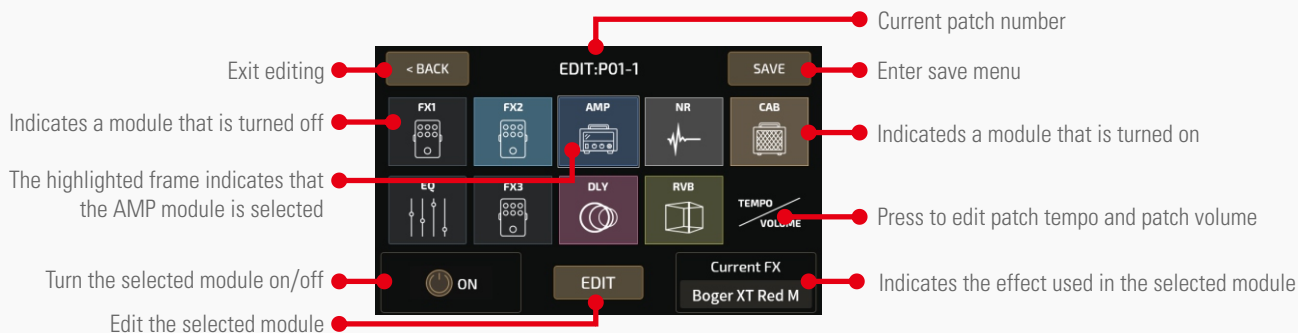 Current patch number
Exit editing
< BACK
EDIT:P01-1
SAVE
Enter save menu
Indicates a module that is turned off
FX1
FX2
AMP
NR
CAB
Indicateds a module that is turned on
The highlighted frame indicates that
the AMP module is selected
EQ
FX3
DLY
RVB
TEMPO
VOLUME
Press to edit patch tempo and patch volume
Turn the selected module on/off
ON
EDIT
Current FX
Boger XT Red M
Indicates the effect used in the selected module
Edit the selected module